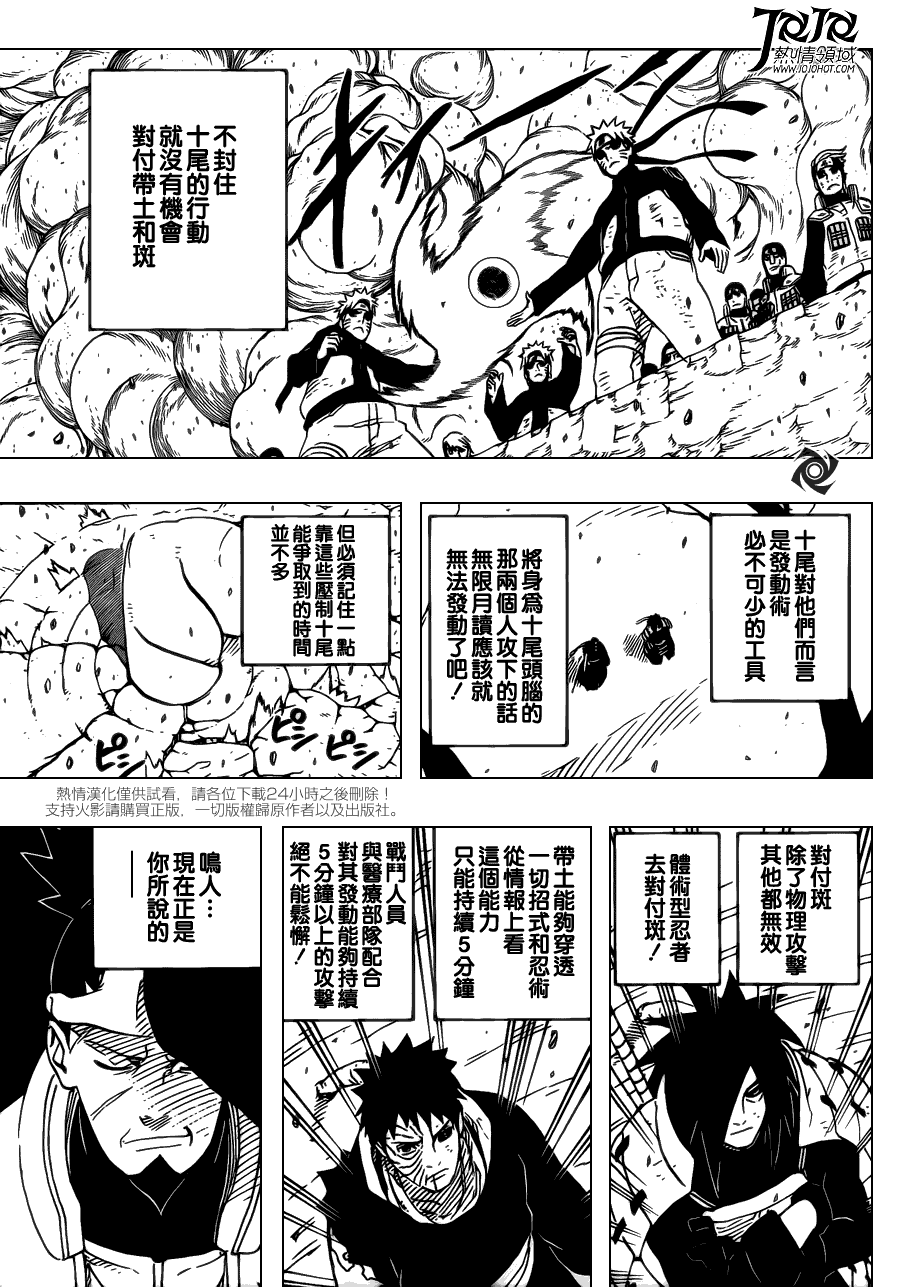 JOJO
熱情領域
WWW.JOJOHOT.COM
不封住
十尾的行動
就沒有機會
對付帶土和斑
十尾對他們而言
是發動術
必不可少的工具
將身為十尾頭腦的
那兩個人攻下的話
無限月讀應該就
無法發動了吧！
但必須記住一點
靠這些壓制十尾
能爭取到的時間
並不多
ピシ
ピシ
熱情漢化僅供試看，請各位下載24小時之後刪除！
支持火影請購買正版，一切版權歸原作者以及出版社。
對付斑
除了物理攻擊
其他都無效
體術型忍者
去對付斑！
帶土能夠穿透
一切招式和忍術
從情報上看
這個能力
只能持續5分鐘
戰鬥人員
與醫療部隊配合
對其發動能夠持續
5分鐘以上的攻擊
絕不能鬆懈！
鳴人…
現在正是
你所說的
——